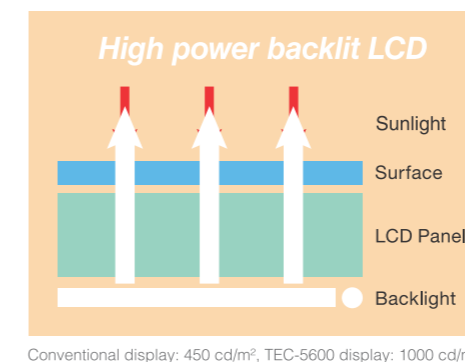 High power backlit LCD
Sunlight
Surface
LCD Panel
Backlight
Conventional display: 450 cd/m², TEC-5600 display: 1000 cd/